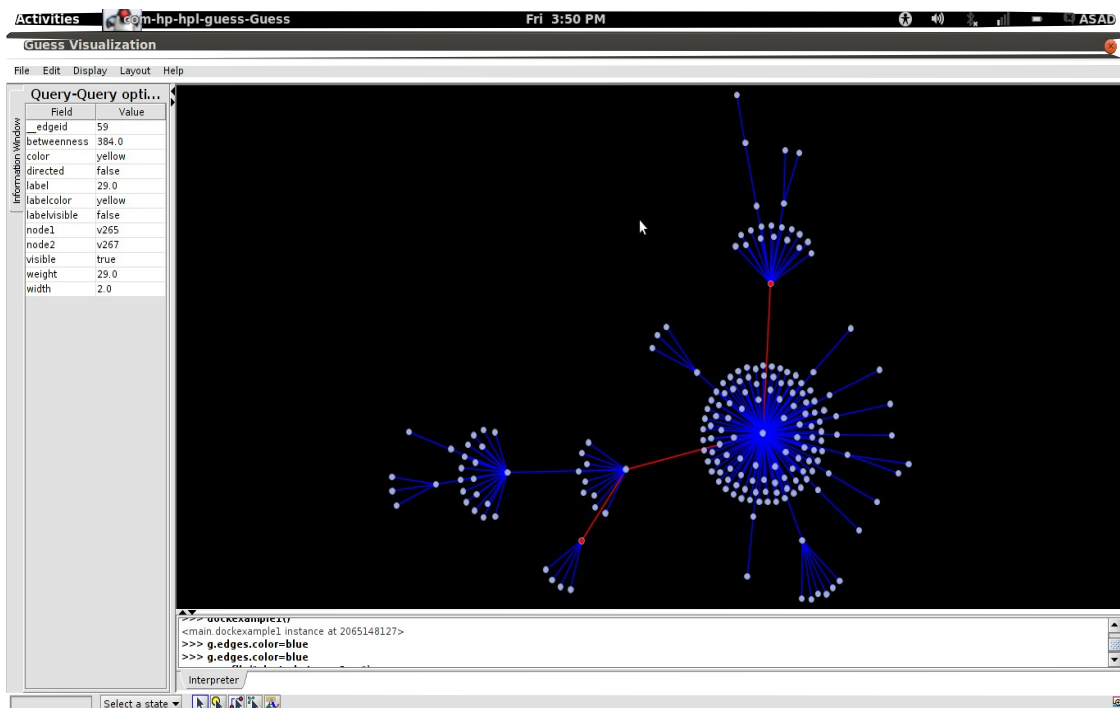 Activities com-hp-hpl-guess-Guess Fri 3:50 PM ASAD
Guess Visualization
File Edit Display Layout Help
Information Window
Query-Query opti...
Field Value
__edgeid 59
betweenness 384.0
color yellow
directed false
label 29.0
labelcolor yellow
labelvisible false
node1 v265
node2 v267
visible true
weight 29.0
width 2.0
>>> dockexample1()
<main.dockexample1 instance at 2065148127>
>>> g.edges.color=blue
>>> g.edges.color=blue
Interpreter
Select a state